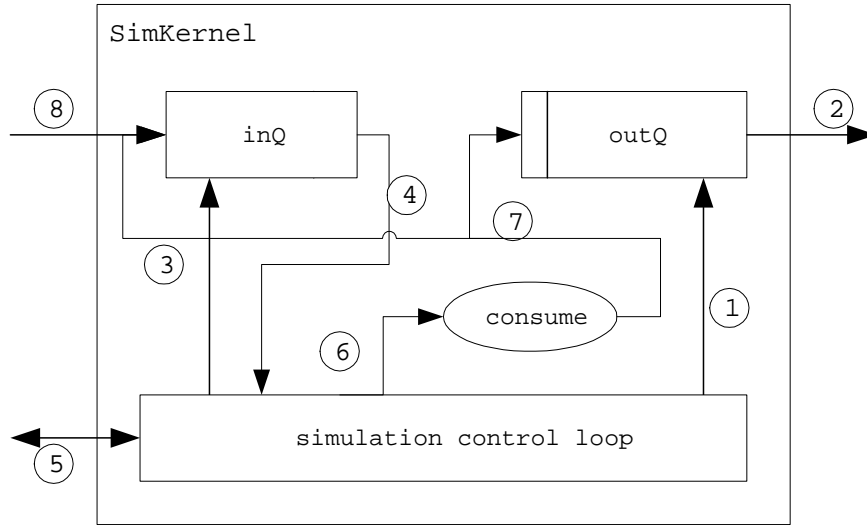 SimKernel
8
inQ
outQ
2
4
7
3
consume
1
6
simulation control loop
5